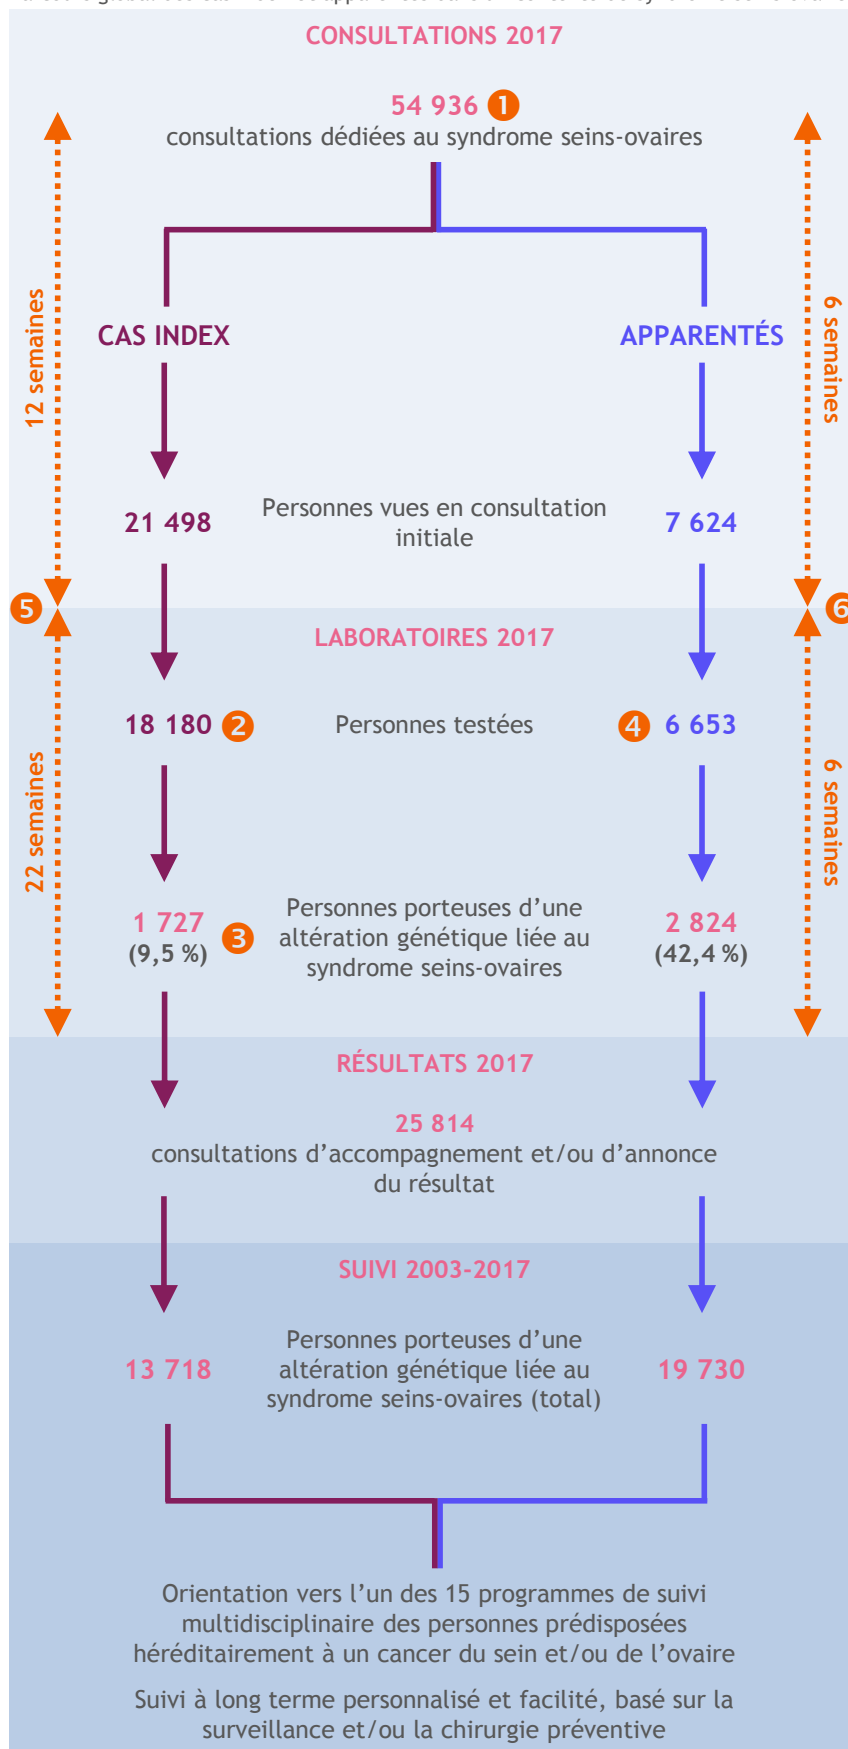 CONSULTATIONS 2017
54 936 1
consultations dédiées au syndrome seins-ovaires
12 semaines
6 semaines
CAS INDEX
APPARENTÉS
21 498
Personnes vues en consultation
initiale
7 624
5
6
LABORATOIRES 2017
18 180 2
Personnes testées
4 6 653
22 semaines
6 semaines
1 727
(9,5 %) 3
Personnes porteuses d’une
altération génétique liée au
syndrome seins-ovaires
2 824
(42,4 %)
RÉSULTATS 2017
25 814
consultations d’accompagnement et/ou d’annonce
du résultat
SUIVI 2003-2017
13 718
Personnes porteuses d’une
altération génétique liée au
syndrome seins-ovaires (total)
19 730
Orientation vers l’un des 15 programmes de suivi
multidisciplinaire des personnes prédisposées
héréditairement à un cancer du sein et/ou de l’ovaire
Suivi à long terme personnalisé et facilité, basé sur la
surveillance et/ou la chirurgie préventive